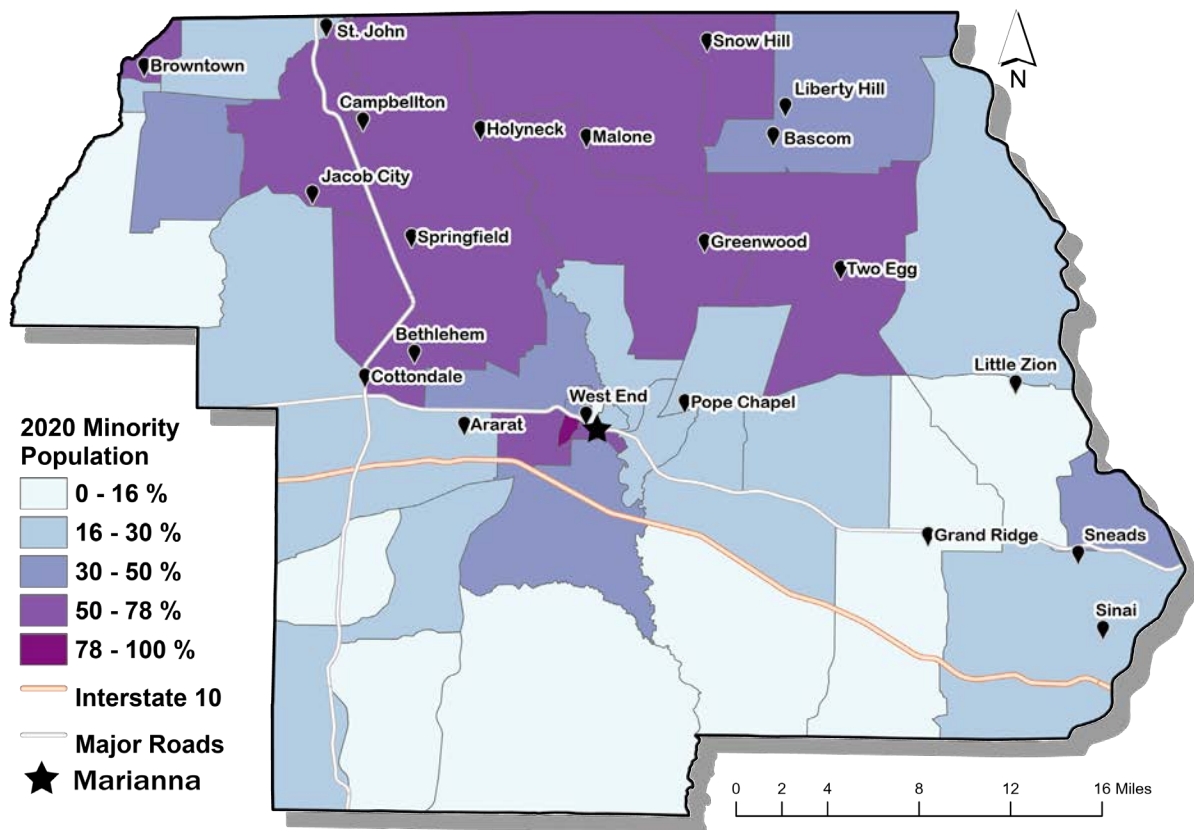 St. John
Snow Hill
Browntown
Liberty Hill
Campbellton
Holyneck
Malone
Bascom
Jacob City
Springfield
Greenwood
Two Egg
Bethlehem
Little Zion
Cottondale
West End
Pope Chapel
Ararat
Grand Ridge
Sneads
Sinai
N
2020 Minority
Population
0 - 16 %
16 - 30 %
30 - 50 %
50 - 78 %
78 - 100 %
Interstate 10
Major Roads
Marianna
0 2 4 8 12 16 Miles